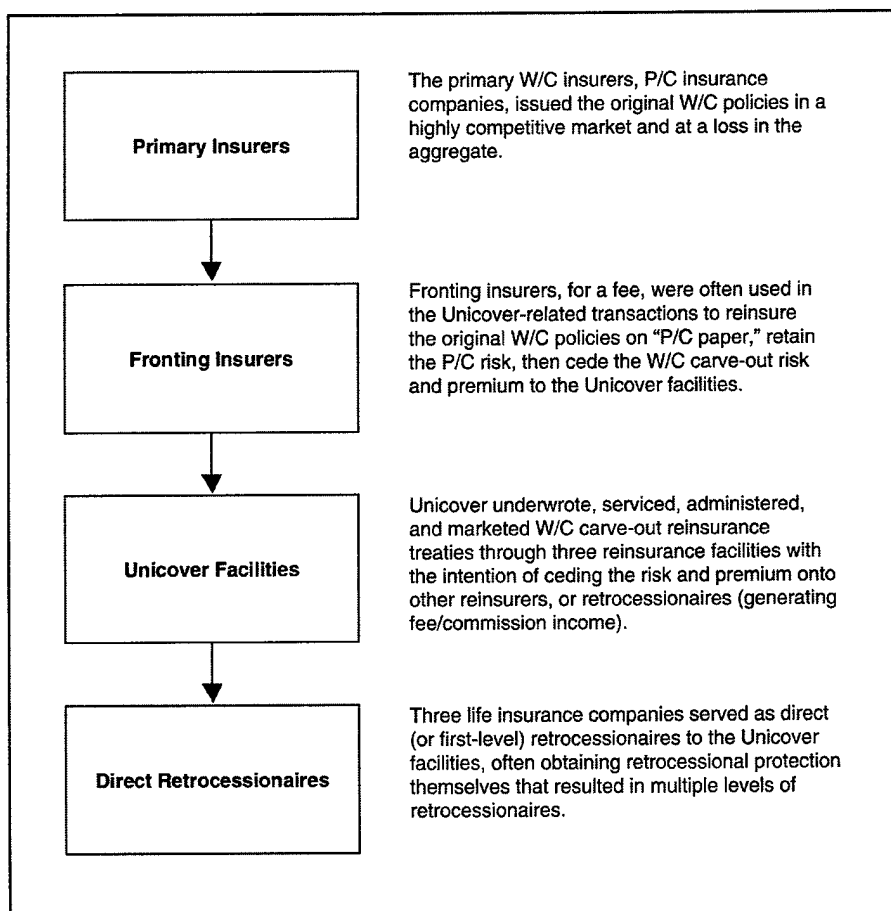 Primary Insurers
The primary W/C insurers, P/C insurance
companies, issued the original W/C policies in a
highly competitive market and at a loss in the
aggregate.
Fronting Insurers
Fronting insurers, for a fee, were often used in
the Unicover-related transactions to reinsure
the original W/C policies on “P/C paper,” retain
the P/C risk, then cede the W/C carve-out risk
and premium to the Unicover facilities.
Unicover Facilities
Unicover underwrote, serviced, administered,
and marketed W/C carve-out reinsurance
treaties through three reinsurance facilities with
the intention of ceding the risk and premium onto
other reinsurers, or retrocessionaires (generating
fee/commission income).
Direct Retrocessionaires
Three life insurance companies served as direct
(or first-level) retrocessionaires to the Unicover
facilities, often obtaining retrocessional protection
themselves that resulted in multiple levels of
retrocessionaires.